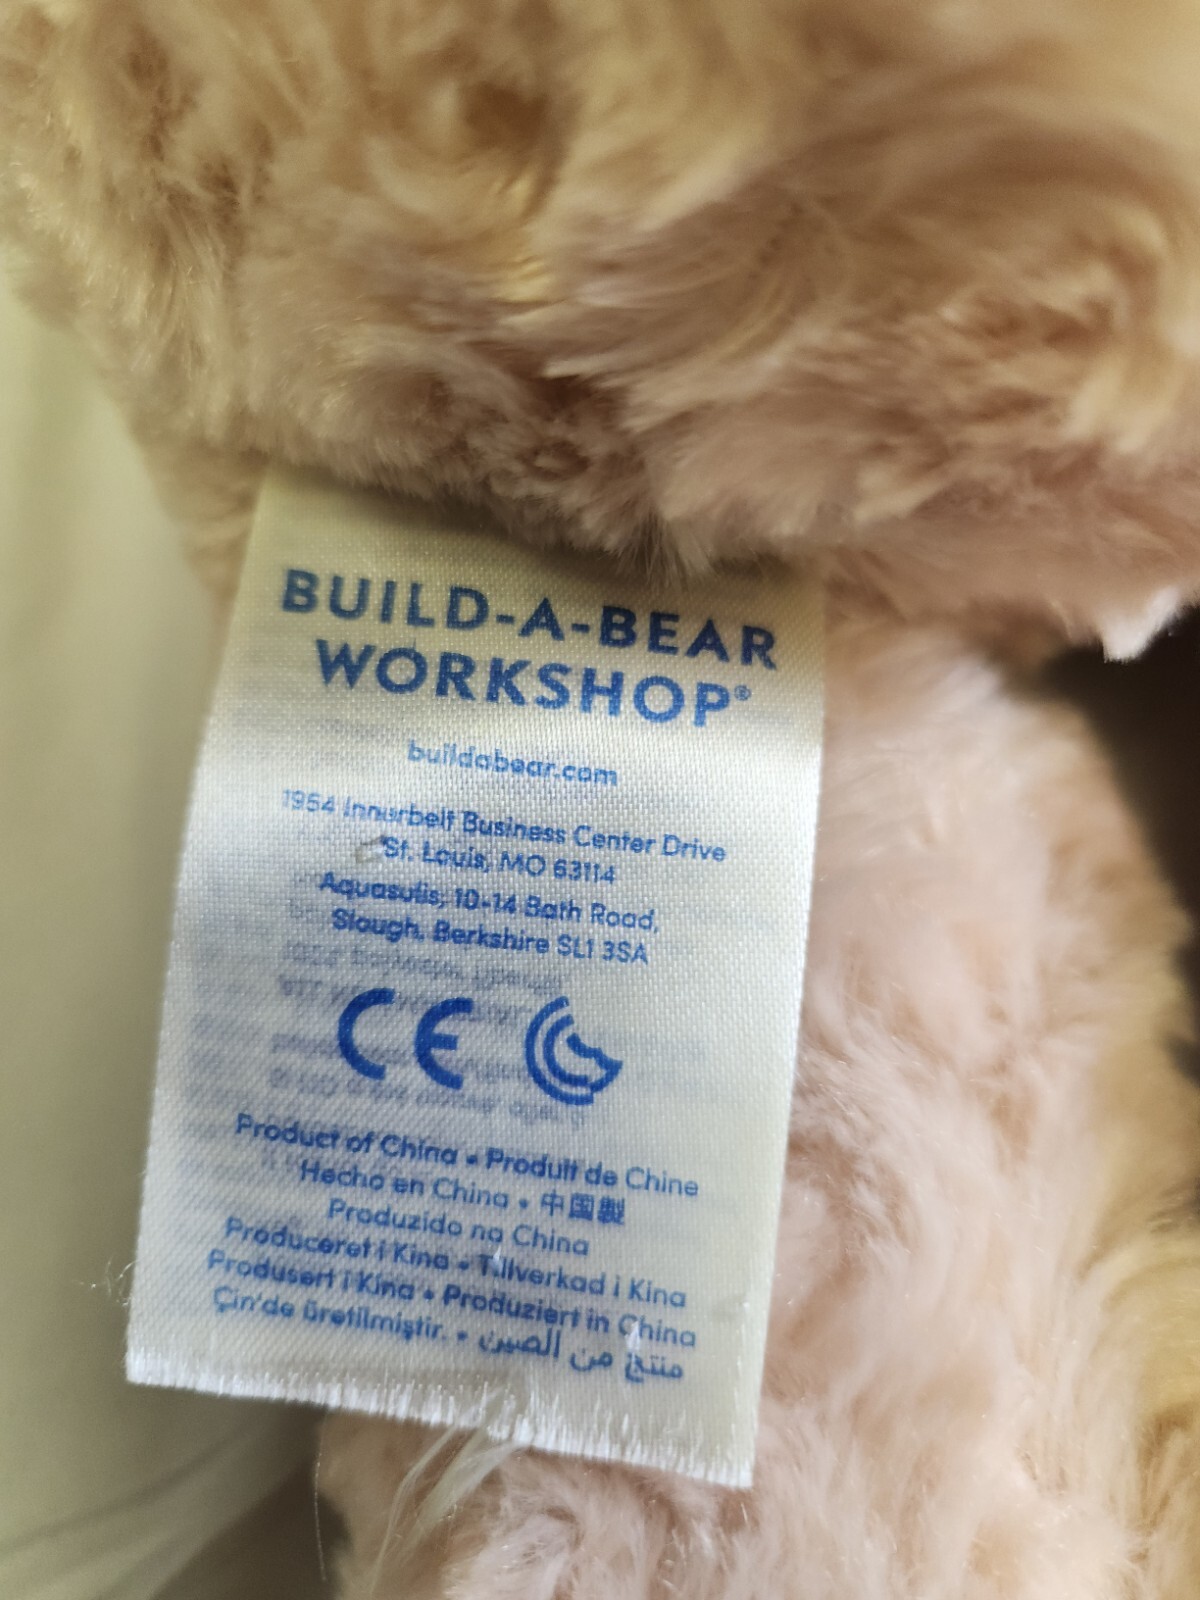 BUILD-A-BEAR
WORKSHOP®
buildabear.com
1954 Innerbelt Business Center Drive
St. Louis, MO 63114
Aquasulis, 10-14 Bath Road,
Slough, Berkshire SL1 3SA
CE
Product of China • Produit de Chine
Hecho en China • 中国製
Produzido na China
Produceret i Kina • Tillverkad i Kina
Produsert i Kina • Produziert in China
Çin'de üretilmiştir. • منتج من الصين